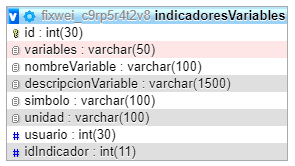 v fixwei_c9rp5r4t2v8 indicadoresVariables
id : int(30)
variables : varchar(50)
nombreVariable : varchar(100)
descripcionVariable : varchar(1500)
simbolo : varchar(100)
unidad : varchar(100)
# usuario : int(30)
# idIndicador : int(11)